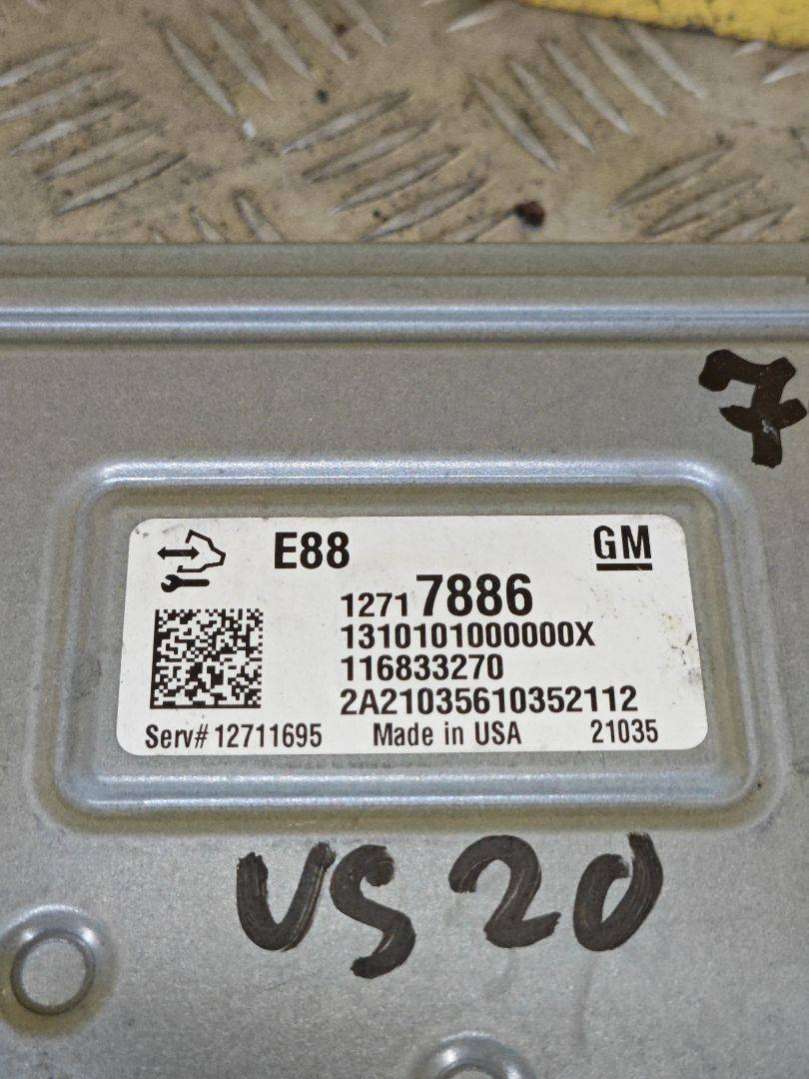 7
E88 GM
12717886
1310101000000X
116833270
2A21035610352112
Serv# 12711695 Made in USA 21035
VS20